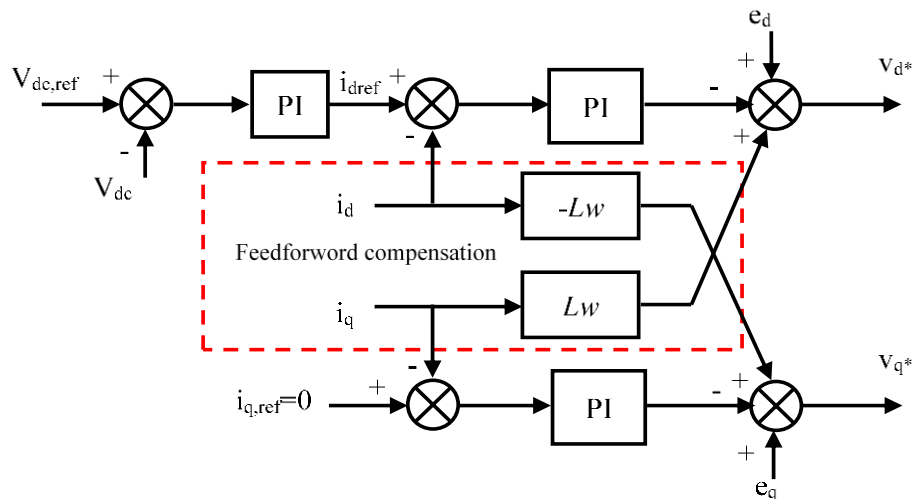 e_d
V_dc,ref
+
PI
i_dref
+
PI
-
+
v_d*
-
-
+
V_dc
i_d
-Lw
Feedforword compensation
i_q
Lw
-
i_q,ref=0
+
PI
-
+
v_q*
+
e_q